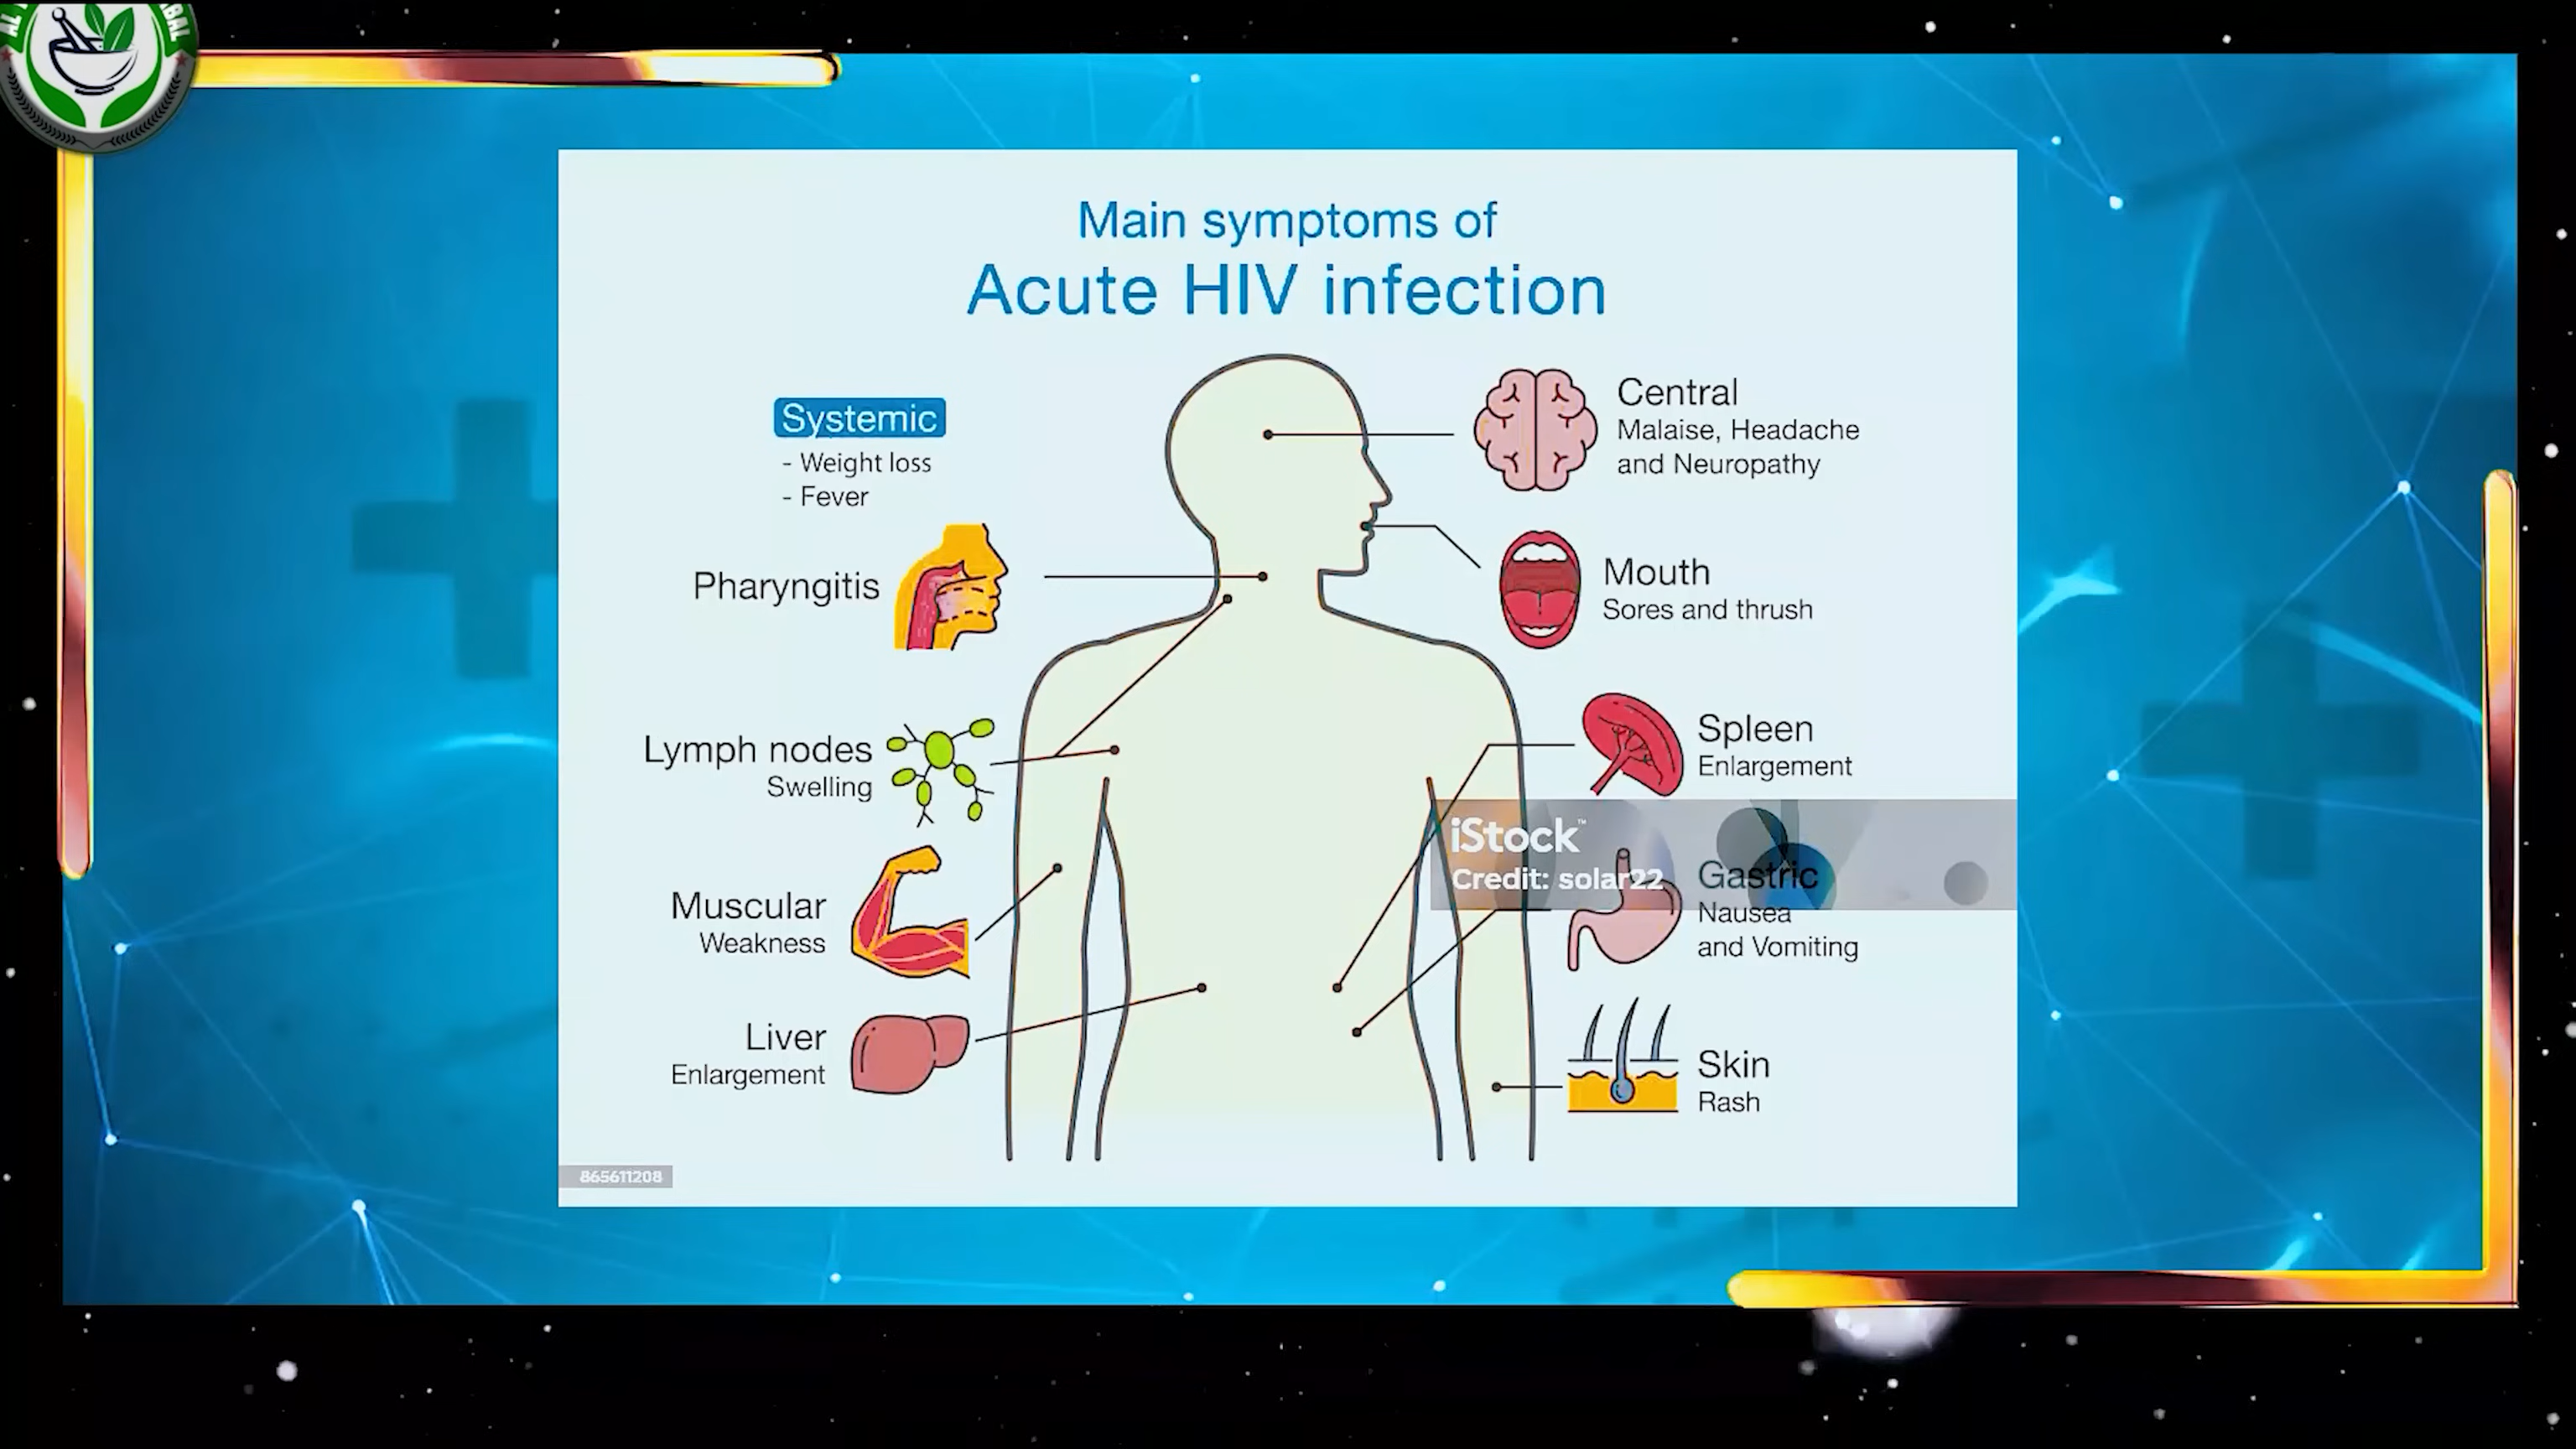 Main symptoms of
Acute HIV infection
Systemic
- Weight loss
- Fever
Pharyngitis
Lymph nodes
Swelling
Muscular
Weakness
Liver
Enlargement
Central
Malaise, Headache
and Neuropathy
Mouth
Sores and thrush
Spleen
Enlargement
iStock™
Credit: solar22
Gastric
Nausea
and Vomiting
Skin
Rash
865611208